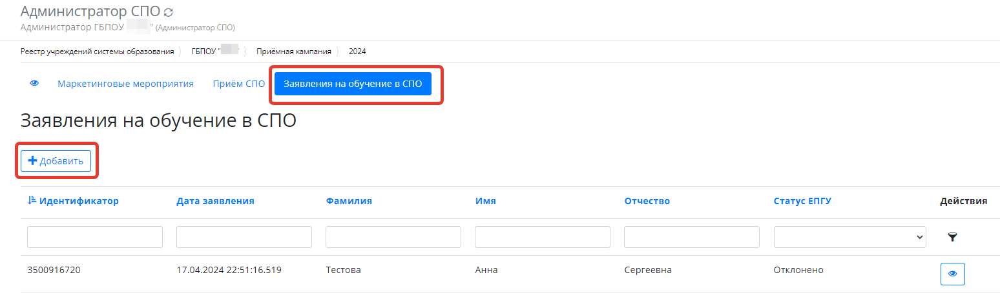 Администратор СПО
Администратор ГБПОУ " (Администратор СПО)
Реестр учреждений системы образования ГБПОУ " " Приёмная кампания 2024
Маркетинговые мероприятия Приём СПО Заявления на обучение в СПО
Заявления на обучение в СПО
Добавить
Идентификатор Дата заявления Фамилия Имя Отчество Статус ЕПГУ Действия
3500916720 17.04.2024 22:51:16.519 Тестова Анна Сергеевна Отклонено